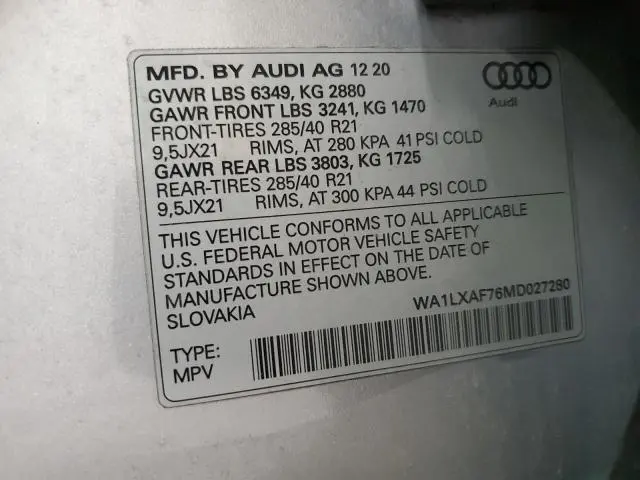 MFD. BY AUDI AG 12 20
GVWR LBS 6349, KG 2880
GAWR FRONT LBS 3241, KG 1470
FRONT-TIRES 285/40 R21
9,5JX21 RIMS, AT 280 KPA 41 PSI COLD
GAWR REAR LBS 3803, KG 1725
REAR-TIRES 285/40 R21
9,5JX21 RIMS, AT 300 KPA 44 PSI COLD
Audi
THIS VEHICLE CONFORMS TO ALL APPLICABLE
U.S. FEDERAL MOTOR VEHICLE SAFETY
STANDARDS IN EFFECT ON THE DATE OF
MANUFACTURE SHOWN ABOVE.
SLOVAKIA
WA1LXAF76MD027280
TYPE:
MPV